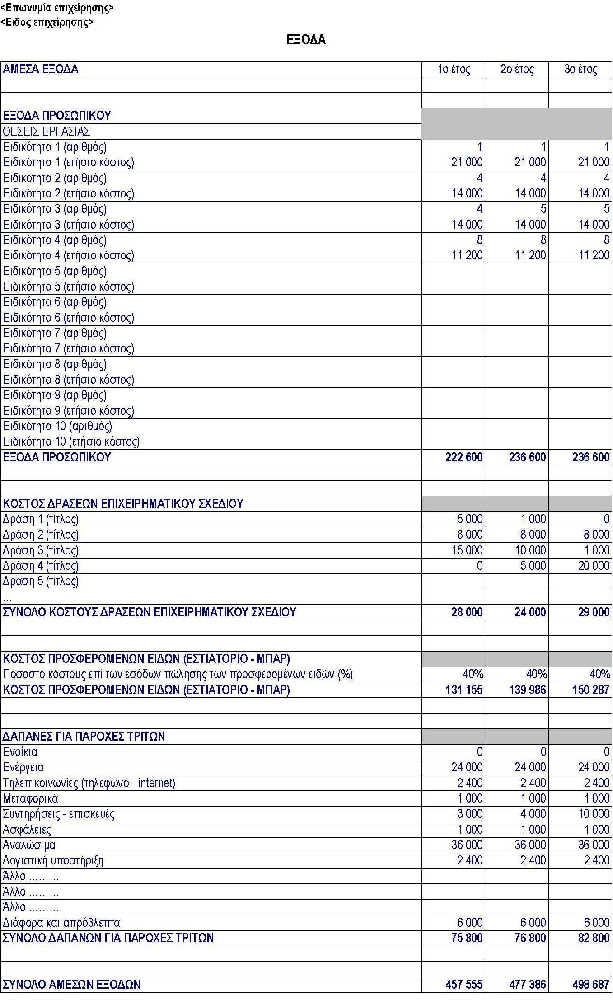 <Επωνυμία επιχείρησης>
<Ειδος επιχείρησης>
ΕΞΟΔΑ
ΑΜΕΣΑ ΕΞΟΔΑ 1ο έτος 2ο έτος 3ο έτος
ΕΞΟΔΑ ΠΡΟΣΩΠΙΚΟΥ
ΘΕΣΕΙΣ ΕΡΓΑΣΙΑΣ
Ειδικότητα 1 (αριθμός) 1 1 1
Ειδικότητα 1 (ετήσιο κόστος) 21 000 21 000 21 000
Ειδικότητα 2 (αριθμός) 4 4 4
Ειδικότητα 2 (ετήσιο κόστος) 14 000 14 000 14 000
Ειδικότητα 3 (αριθμός) 4 5 5
Ειδικότητα 3 (ετήσιο κόστος) 14 000 14 000 14 000
Ειδικότητα 4 (αριθμός) 8 8 8
Ειδικότητα 4 (ετήσιο κόστος) 11 200 11 200 11 200
Ειδικότητα 5 (αριθμός)
Ειδικότητα 5 (ετήσιο κόστος)
Ειδικότητα 6 (αριθμός)
Ειδικότητα 6 (ετήσιο κόστος)
Ειδικότητα 7 (αριθμός)
Ειδικότητα 7 (ετήσιο κόστος)
Ειδικότητα 8 (αριθμός)
Ειδικότητα 8 (ετήσιο κόστος)
Ειδικότητα 9 (αριθμός)
Ειδικότητα 9 (ετήσιο κόστος)
Ειδικότητα 10 (αριθμός)
Ειδικότητα 10 (ετήσιο κόστος)
ΕΞΟΔΑ ΠΡΟΣΩΠΙΚΟΥ 222 600 236 600 236 600
ΚΟΣΤΟΣ ΔΡΑΣΕΩΝ ΕΠΙΧΕΙΡΗΜΑΤΙΚΟΥ ΣΧΕΔΙΟΥ
Δράση 1 (τίτλος) 5 000 1 000 0
Δράση 2 (τίτλος) 8 000 8 000 8 000
Δράση 3 (τίτλος) 15 000 10 000 1 000
Δράση 4 (τίτλος) 0 5 000 20 000
Δράση 5 (τίτλος)
...
ΣΥΝΟΛΟ ΚΟΣΤΟΥΣ ΔΡΑΣΕΩΝ ΕΠΙΧΕΙΡΗΜΑΤΙΚΟΥ ΣΧΕΔΙΟΥ 28 000 24 000 29 000
ΚΟΣΤΟΣ ΠΡΟΣΦΕΡΟΜΕΝΩΝ ΕΙΔΩΝ (ΕΣΤΙΑΤΟΡΙΟ - ΜΠΑΡ)
Ποσοστό κόστους επί των εσόδων πώλησης των προσφερομένων ειδών (%) 40% 40% 40%
ΚΟΣΤΟΣ ΠΡΟΣΦΕΡΟΜΕΝΩΝ ΕΙΔΩΝ (ΕΣΤΙΑΤΟΡΙΟ - ΜΠΑΡ) 131 155 139 986 150 287
ΔΑΠΑΝΕΣ ΓΙΑ ΠΑΡΟΧΕΣ ΤΡΙΤΩΝ
Ενοίκια 0 0 0
Ενέργεια 24 000 24 000 24 000
Τηλεπικοινωνίες (τηλέφωνο - internet) 2 400 2 400 2 400
Μεταφορικά 1 000 1 000 1 000
Συντηρήσεις - επισκευές 3 000 4 000 10 000
Ασφάλειες 1 000 1 000 1 000
Αναλώσιμα 36 000 36 000 36 000
Λογιστική υποστήριξη 2 400 2 400 2 400
Άλλο .........
Άλλο .........
Άλλο .........
Διάφορα και απρόβλεπτα 6 000 6 000 6 000
ΣΥΝΟΛΟ ΔΑΠΑΝΩΝ ΓΙΑ ΠΑΡΟΧΕΣ ΤΡΙΤΩΝ 75 800 76 800 82 800
ΣΥΝΟΛΟ ΑΜΕΣΩΝ ΕΞΟΔΩΝ 457 555 477 386 498 687